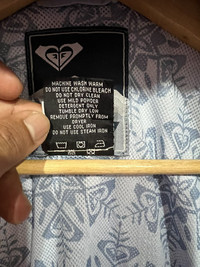 MACHINE WASH WARM
DO NOT USE CHLORINE BLEACH
DO NOT DRY CLEAN
USE MILD POWDER
DETERGENT ONLY
TUMBLE DRY LOW
REMOVE PROMPTLY FROM
DRYER
USE COOL IRON
DO NOT USE STEAM IRON